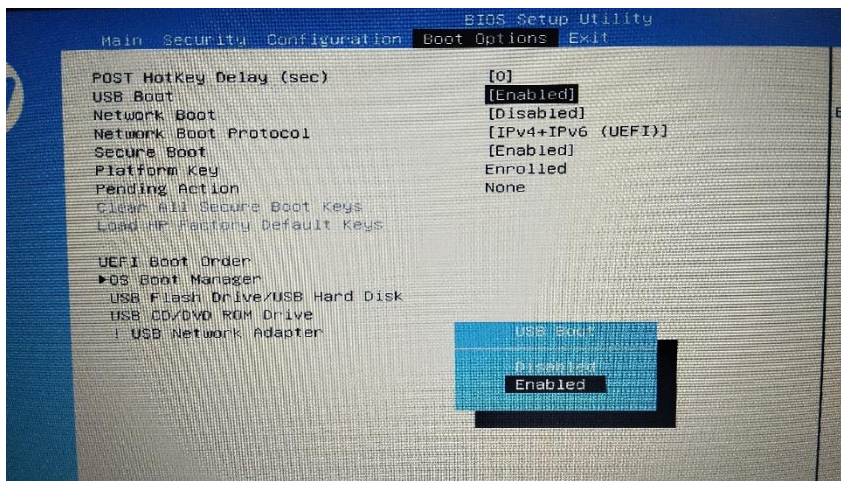 BIOS Setup Utility
Main Security Configuration Boot Options Exit
POST HotKey Delay (sec) [0]
USB Boot [Enabled]
Network Boot [Disabled]
Network Boot Protocol [IPv4+IPv6 (UEFI)]
Secure Boot [Enabled]
Platform Key Enrolled
Pending Action None
Clear All Secure Boot Keys
Load HP Factory Default Keys
UEFI Boot Order
▶OS Boot Manager
USB Flash Drive/USB Hard Disk
USB CD/DVD ROM Drive
! USB Network Adapter
USB Boot
Disabled
Enabled